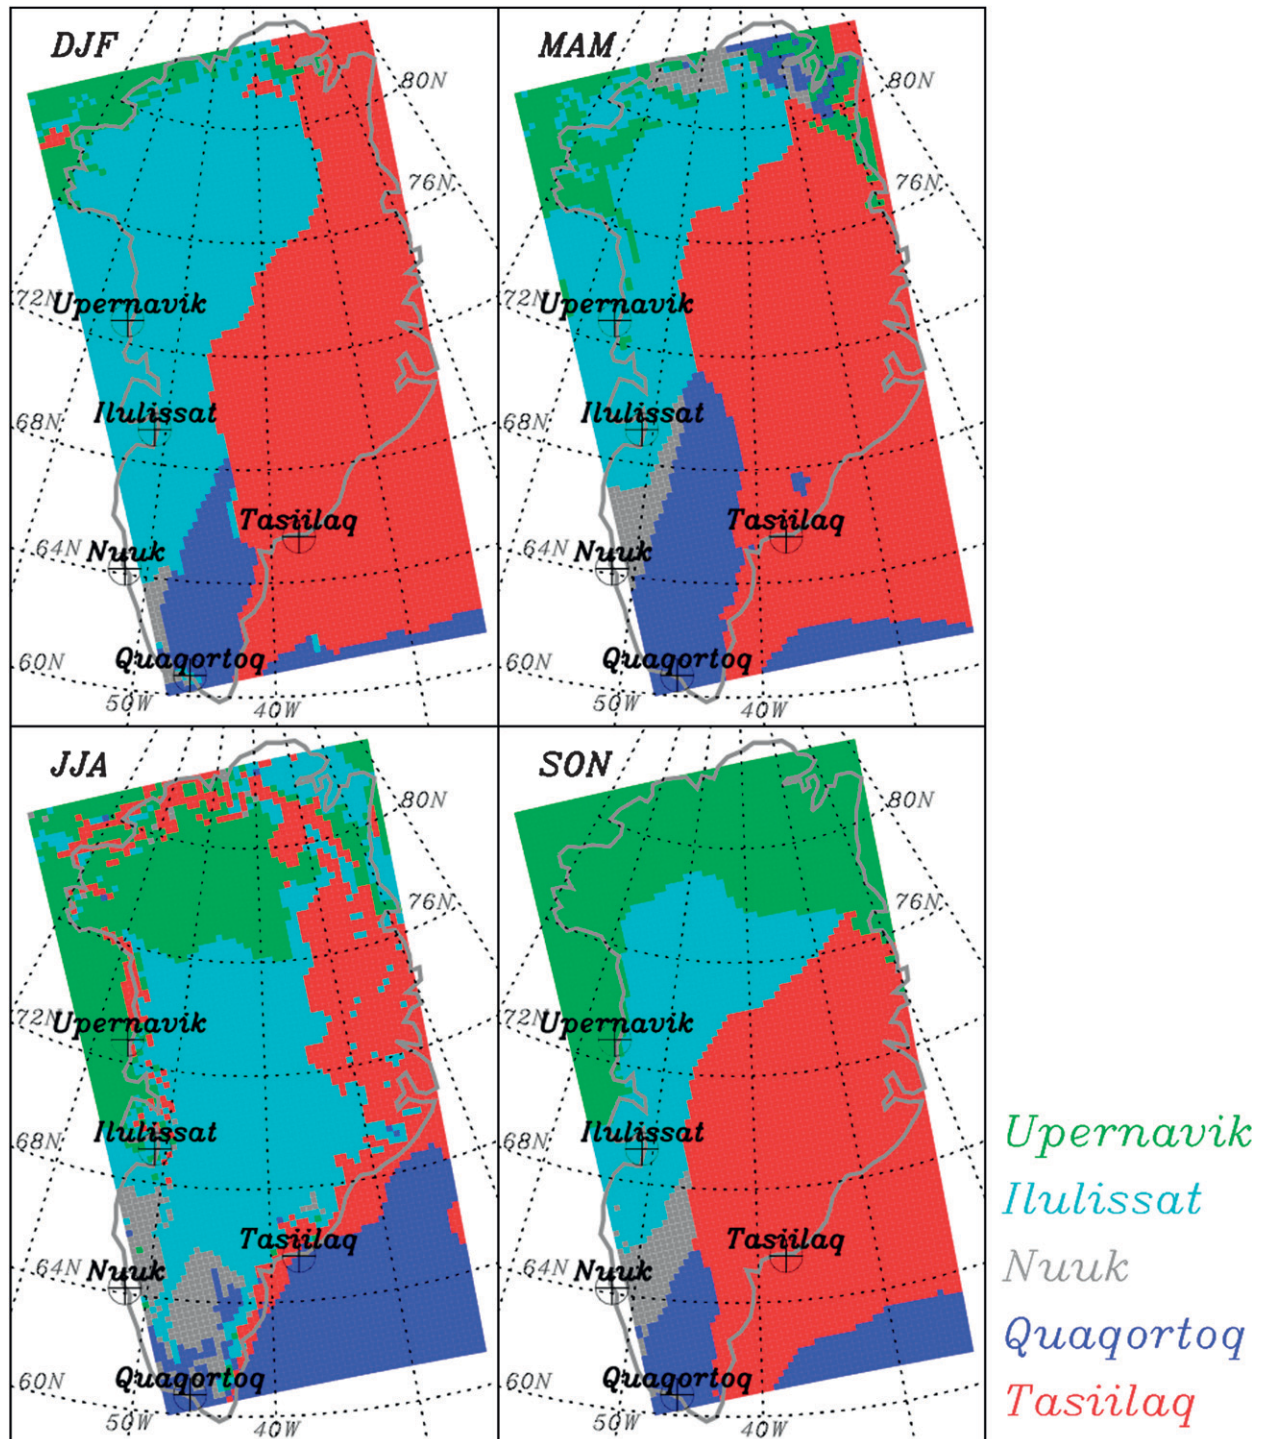 DJF
80N
76N
72N
Upernavik
Ilulissat
68N
Tasiilaq
64N
Nuuk
Quaqortoq
60N
50W
40W
MAM
80N
76N
72N
Upernavik
Ilulissat
68N
Tasiilaq
64N
Nuuk
Quaqortoq
60N
50W
40W
JJA
80N
76N
72N
Upernavik
Ilulissat
68N
Tasiilaq
64N
Nuuk
Quaqortoq
60N
50W
40W
SON
80N
76N
72N
Upernavik
Ilulissat
68N
Tasiilaq
64N
Nuuk
Quaqortoq
60N
50W
40W
Upernavik
Ilulissat
Nuuk
Quaqortoq
Tasiilaq